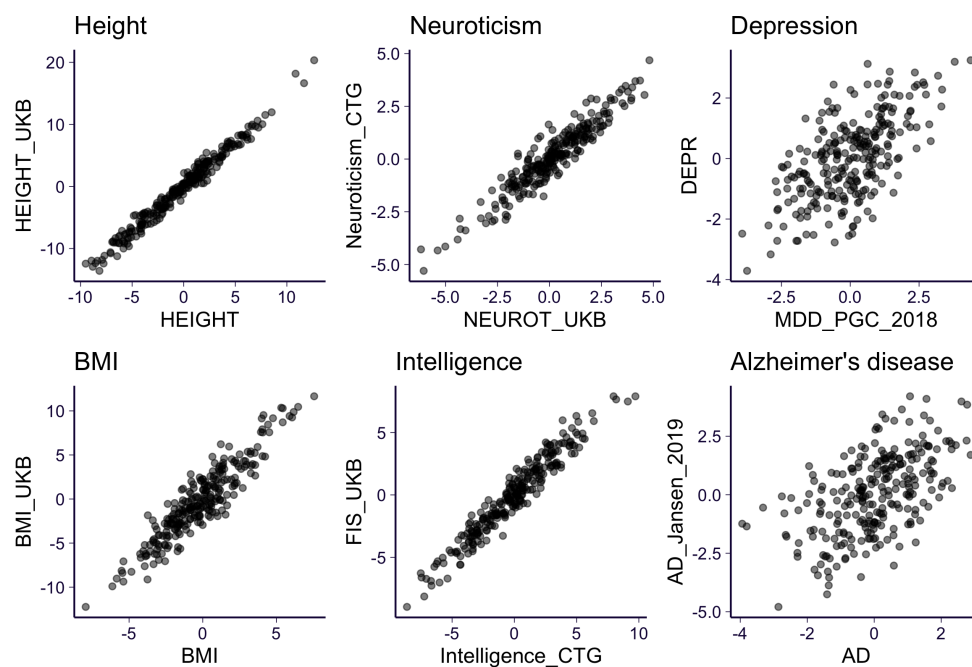 Height
20
10
0
-10
-10 -5 0 5 10
HEIGHT_UKB
HEIGHT
Neuroticism
5.0
2.5
0.0
-2.5
-5.0
-5.0 -2.5 0.0 2.5 5.0
Neuroticism_CTG
NEUROT_UKB
Depression
2
0
-2
-4
-2.5 0.0 2.5
DEPR
MDD_PGC_2018
BMI
10
5
0
-5
-10
-5 0 5
BMI_UKB
BMI
Intelligence
5
0
-5
-5 0 5 10
FIS_UKB
Intelligence_CTG
Alzheimer's disease
2.5
0.0
-2.5
-5.0
-4 -2 0 2
AD_Jansen_2019
AD